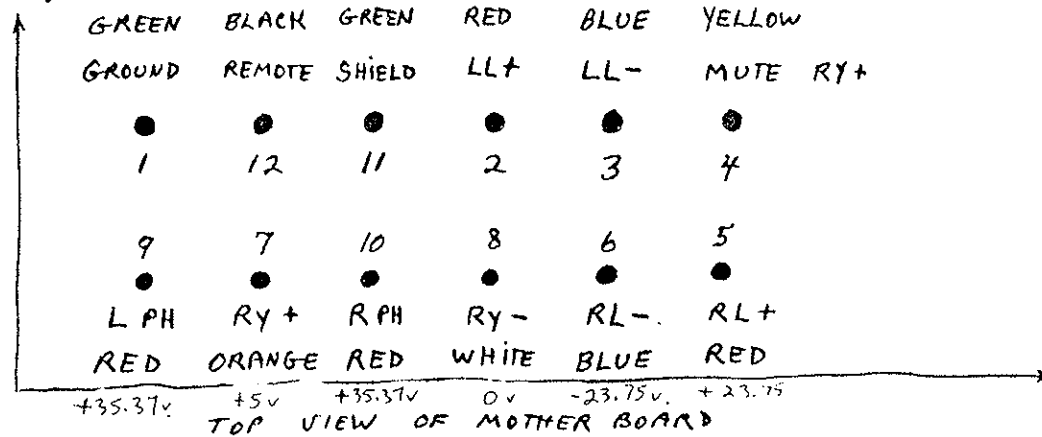 GREEN BLACK GREEN RED BLUE YELLOW
GROUND REMOTE SHIELD LL+ LL- MUTE RY+
1 12 11 2 3 4
9 7 10 8 6 5
L PH RY+ R PH RY- RL-. RL+
RED ORANGE RED WHITE BLUE RED
+35.37v. +5v +35.37v 0v -23.75v. +23.75
TOP VIEW OF MOTHER BOARD